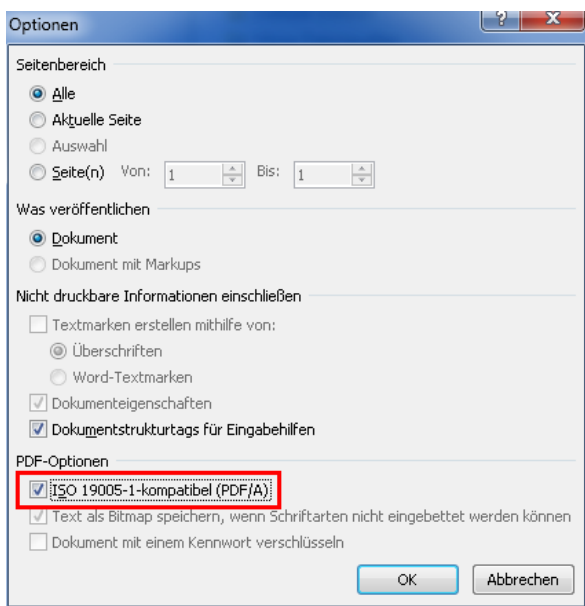 Optionen
Seitenbereich
Alle
Aktuelle Seite
Auswahl
Seite(n) Von: 1 Bis: 1
Was veröffentlichen
Dokument
Dokument mit Markups
Nicht druckbare Informationen einschließen
Textmarken erstellen mithilfe von:
Überschriften
Word-Textmarken
Dokumenteigenschaften
Dokumentstrukturtags für Eingabehilfen
PDF-Optionen
ISO 19005-1-kompatibel (PDF/A)
Text als Bitmap speichern, wenn Schriftarten nicht eingebettet werden können
Dokument mit einem Kennwort verschlüsseln
OK Abbrechen